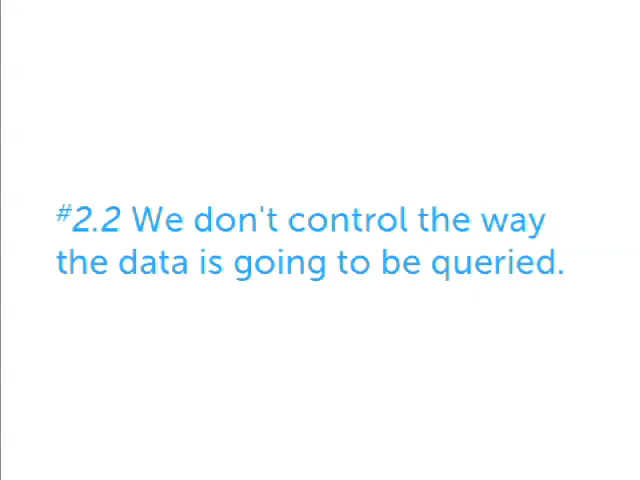 #2.2 We don't control the way
the data is going to be queried.